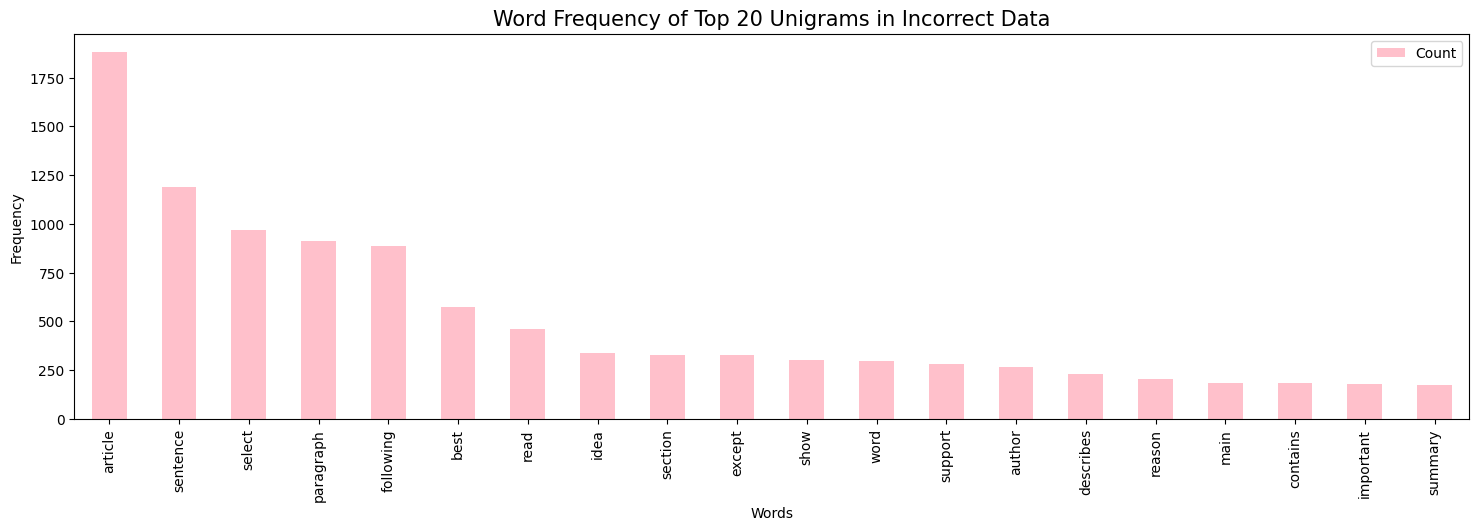 Word Frequency of Top 20 Unigrams in Incorrect Data
Count
1750
1500
1250
1000
750
500
250
0
Frequency
article
sentence
select
paragraph
following
best
read
idea
section
except
show
word
support
author
describes
reason
main
contains
important
summary
Words